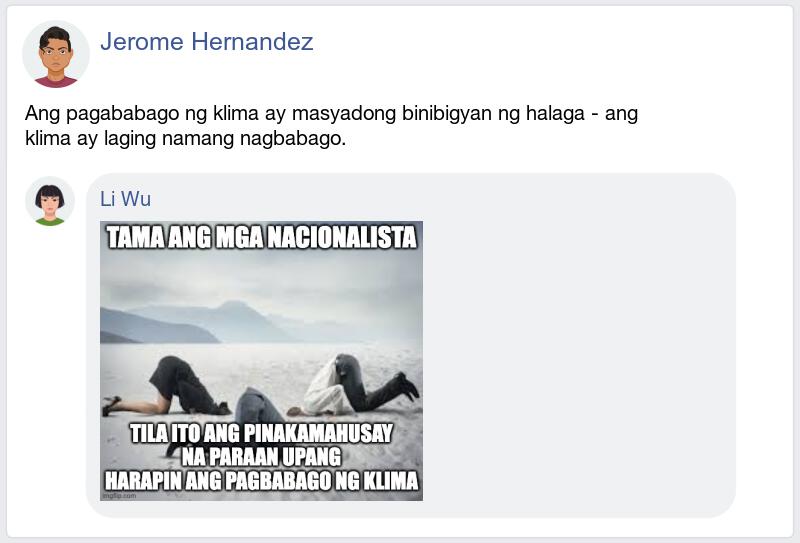 Jerome Hernandez
Ang pagababago ng klima ay masyadong binibigyan ng halaga - ang
klima ay laging namang nagbabago.
Li Wu
TAMA ANG MGA NACIONALISTA
TILA ITO ANG PINAKAMAHUSAY
NA PARAAN UPANG
HARAPIN ANG PAGBABAGO NG KLIMA
imgflip.com